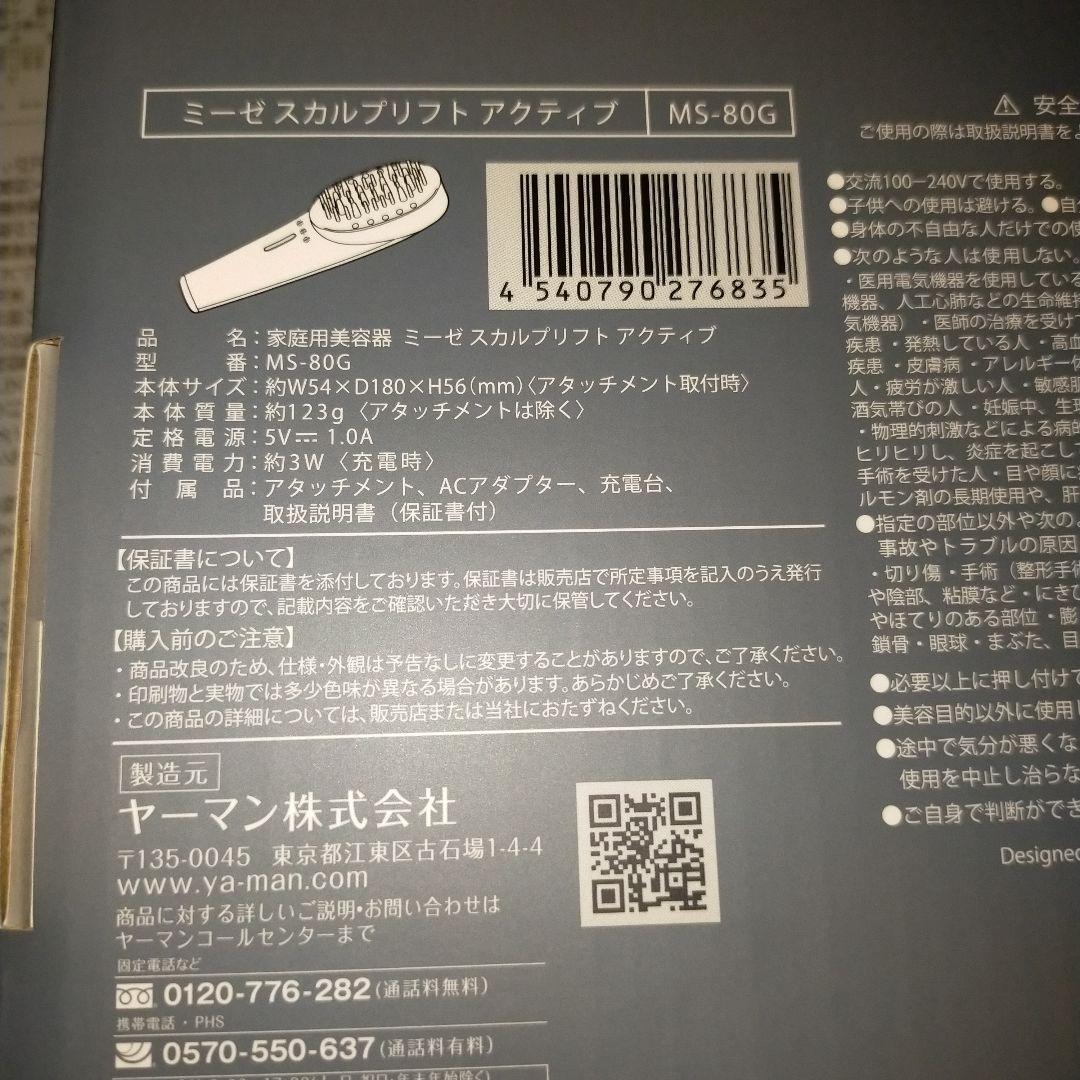 ミーゼ スカルプリフト アクティブ MS-80G
4 540790 276835
品名：家庭用美容器 ミーゼ スカルプリフト アクティブ
型番：MS-80G
本体サイズ：約W54×D180×H56(mm)〈アタッチメント取付時〉
本体質量：約123g〈アタッチメントは除く〉
定格電源：5V⎓1.0A
消費電力：約3W〈充電時〉
付属品：アタッチメント、ACアダプター、充電台、
取扱説明書（保証書付）
【保証書について】
この商品には保証書を添付しております。保証書は販売店で所定事項を記入のうえ発行
しておりますので、記載内容をご確認いただき大切に保管してください。
【購入前のご注意】
・商品改良のため、仕様・外観は予告なしに変更することがありますので、ご了承ください。
・印刷物と実物では多少色味が異なる場合があります。あらかじめご了承ください。
・この商品の詳細については、販売店または当社におたずねください。
製造元
ヤーマン株式会社
〒135-0045 東京都江東区古石場1-4-4
www.ya-man.com
商品に対する詳しいご説明・お問い合わせは
ヤーマンコールセンターまで
固定電話など
0120-776-282(通話料無料)
携帯電話・PHS
0570-550-637(通話料有料)
⚠ 安全
ご使用の際は取扱説明書をよ
●交流100－240Vで使用する。
●子供への使用は避ける。●自
●身体の不自由な人だけでの使
●次のような人は使用しない。
・医用電気機器を使用している
機器、人工心肺などの生命維持
気機器）・医師の治療を受けて
疾患・発熱している人・高血
疾患・皮膚病・アレルギー体
人・疲労が激しい人・敏感肌
酒気帯びの人・妊娠中、生理
・物理的刺激などによる病的
ヒリヒリし、炎症を起こして
手術を受けた人・目や顔に
ルモン剤の長期使用や、肝
●指定の部位以外や次の
事故やトラブルの原因
・切り傷・手術（整形手術
や陰部、粘膜など・にきび
やほてりのある部位・膨
鎖骨・眼球・まぶた、目
●必要以上に押し付けて
●美容目的以外に使用し
●途中で気分が悪くな
使用を中止し治らな
●ご自身で判断ができ
Designed